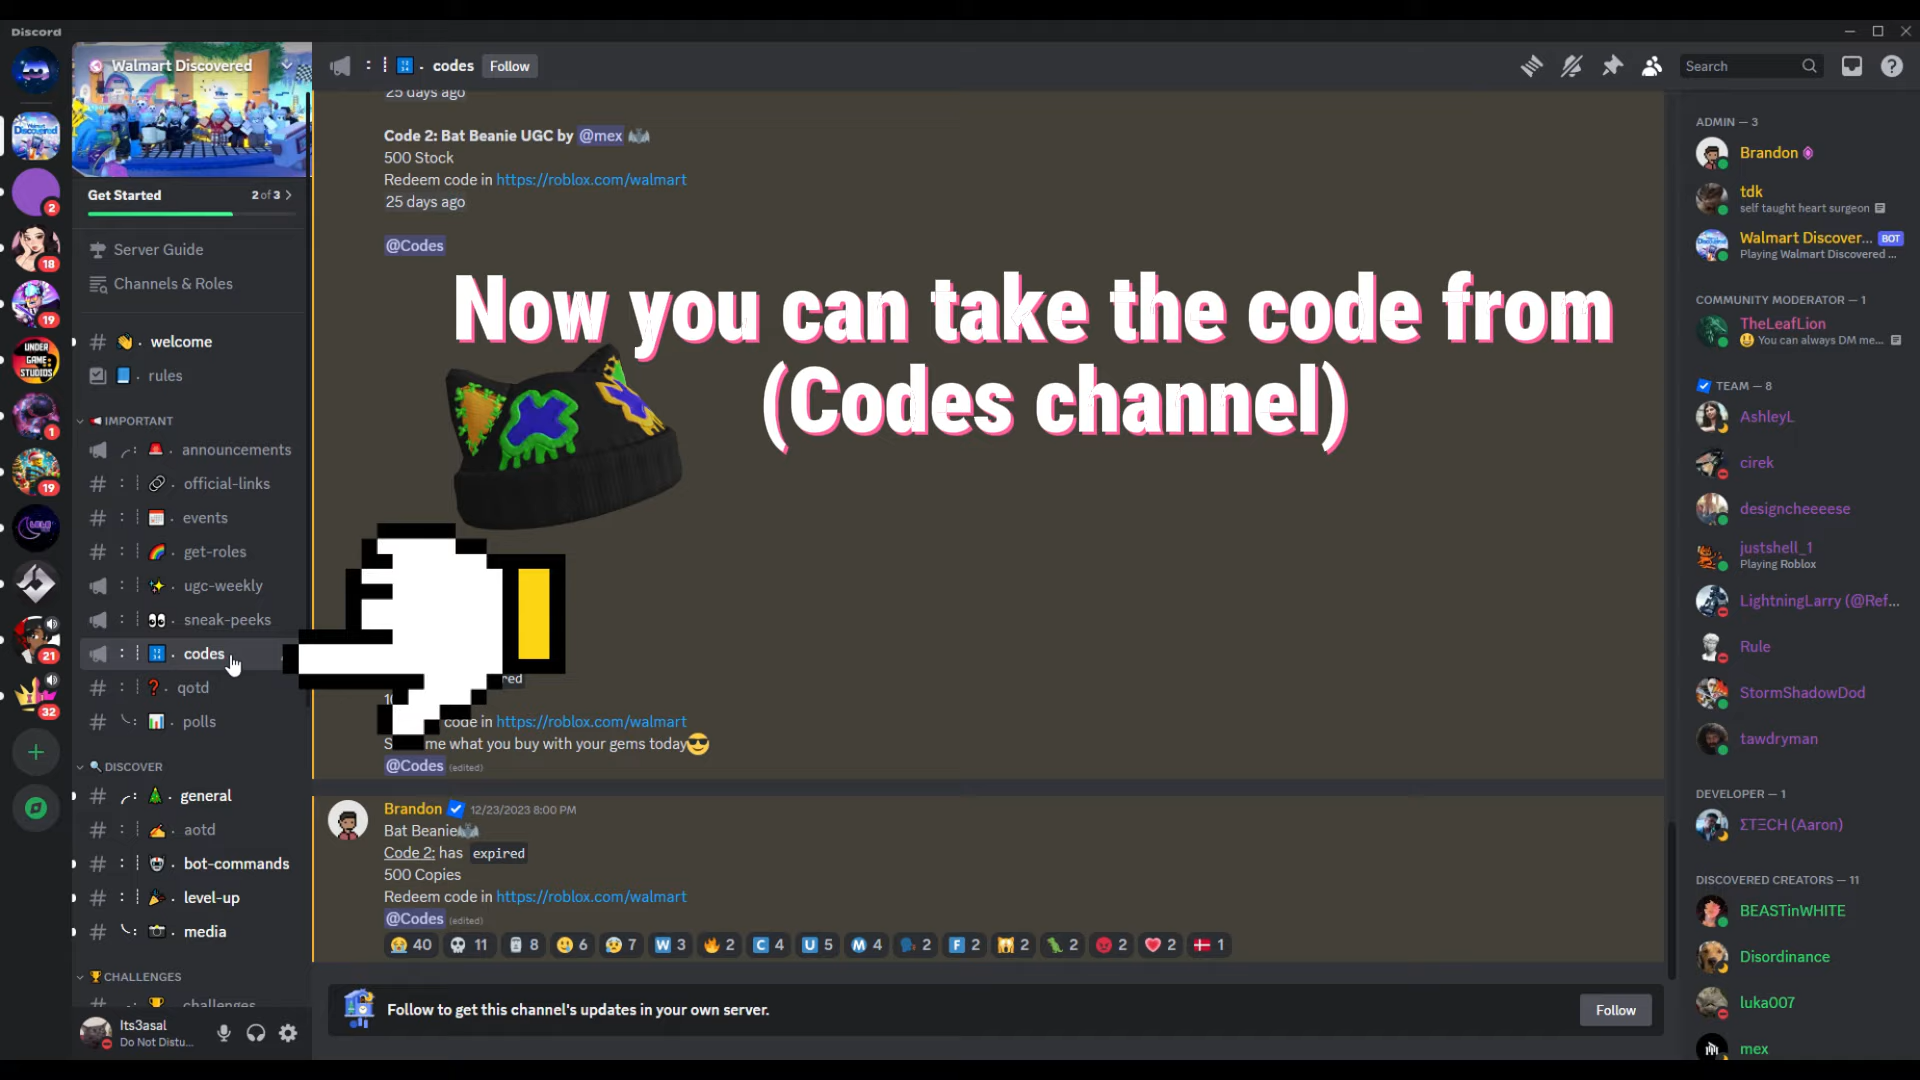 Discord
Walmart Discovered
Get Started
2 of 3
Server Guide
Channels & Roles
welcome
rules
IMPORTANT
announcements
official-links
events
get-roles
ugc-weekly
sneak-peeks
codes
qotd
polls
DISCOVER
general
aotd
bot-commands
level-up
media
CHALLENGES
challenges
Its3asal
Do Not Distu...
2
18
19
UNDER
GAME
STUDIOS
1
19
21
32
codes
Follow
Search
25 days ago
Code 2: Bat Beanie UGC by @mex
500 Stock
Redeem code in https://roblox.com/walmart
25 days ago
@Codes
Now you can take the code from
(Codes channel)
code in https://roblox.com/walmart
me what you buy with your gems today
@Codes (edited)
Brandon 12/23/2023 8:00 PM
Bat Beanie
Code 2: has expired
500 Copies
Redeem code in https://roblox.com/walmart
@Codes (edited)
40 11 8 6 7 W 3 2 C 4 U 5 M 4 2 F 2 2 2 2 2 1
Follow to get this channel's updates in your own server.
Follow
ADMIN — 3
Brandon
tdk
self taught heart surgeon
Walmart Discover... BOT
Playing Walmart Discovered ...
COMMUNITY MODERATOR — 1
TheLeafLion
You can always DM me...
TEAM — 8
AshleyL
cirek
designcheeeese
justshell_1
Playing Roblox
LightningLarry (@Ref...
Rule
StormShadowDod
tawdryman
DEVELOPER — 1
ΣTΞCH (Aaron)
DISCOVERED CREATORS — 11
BEASTinWHITE
Disordinance
luka007
mex